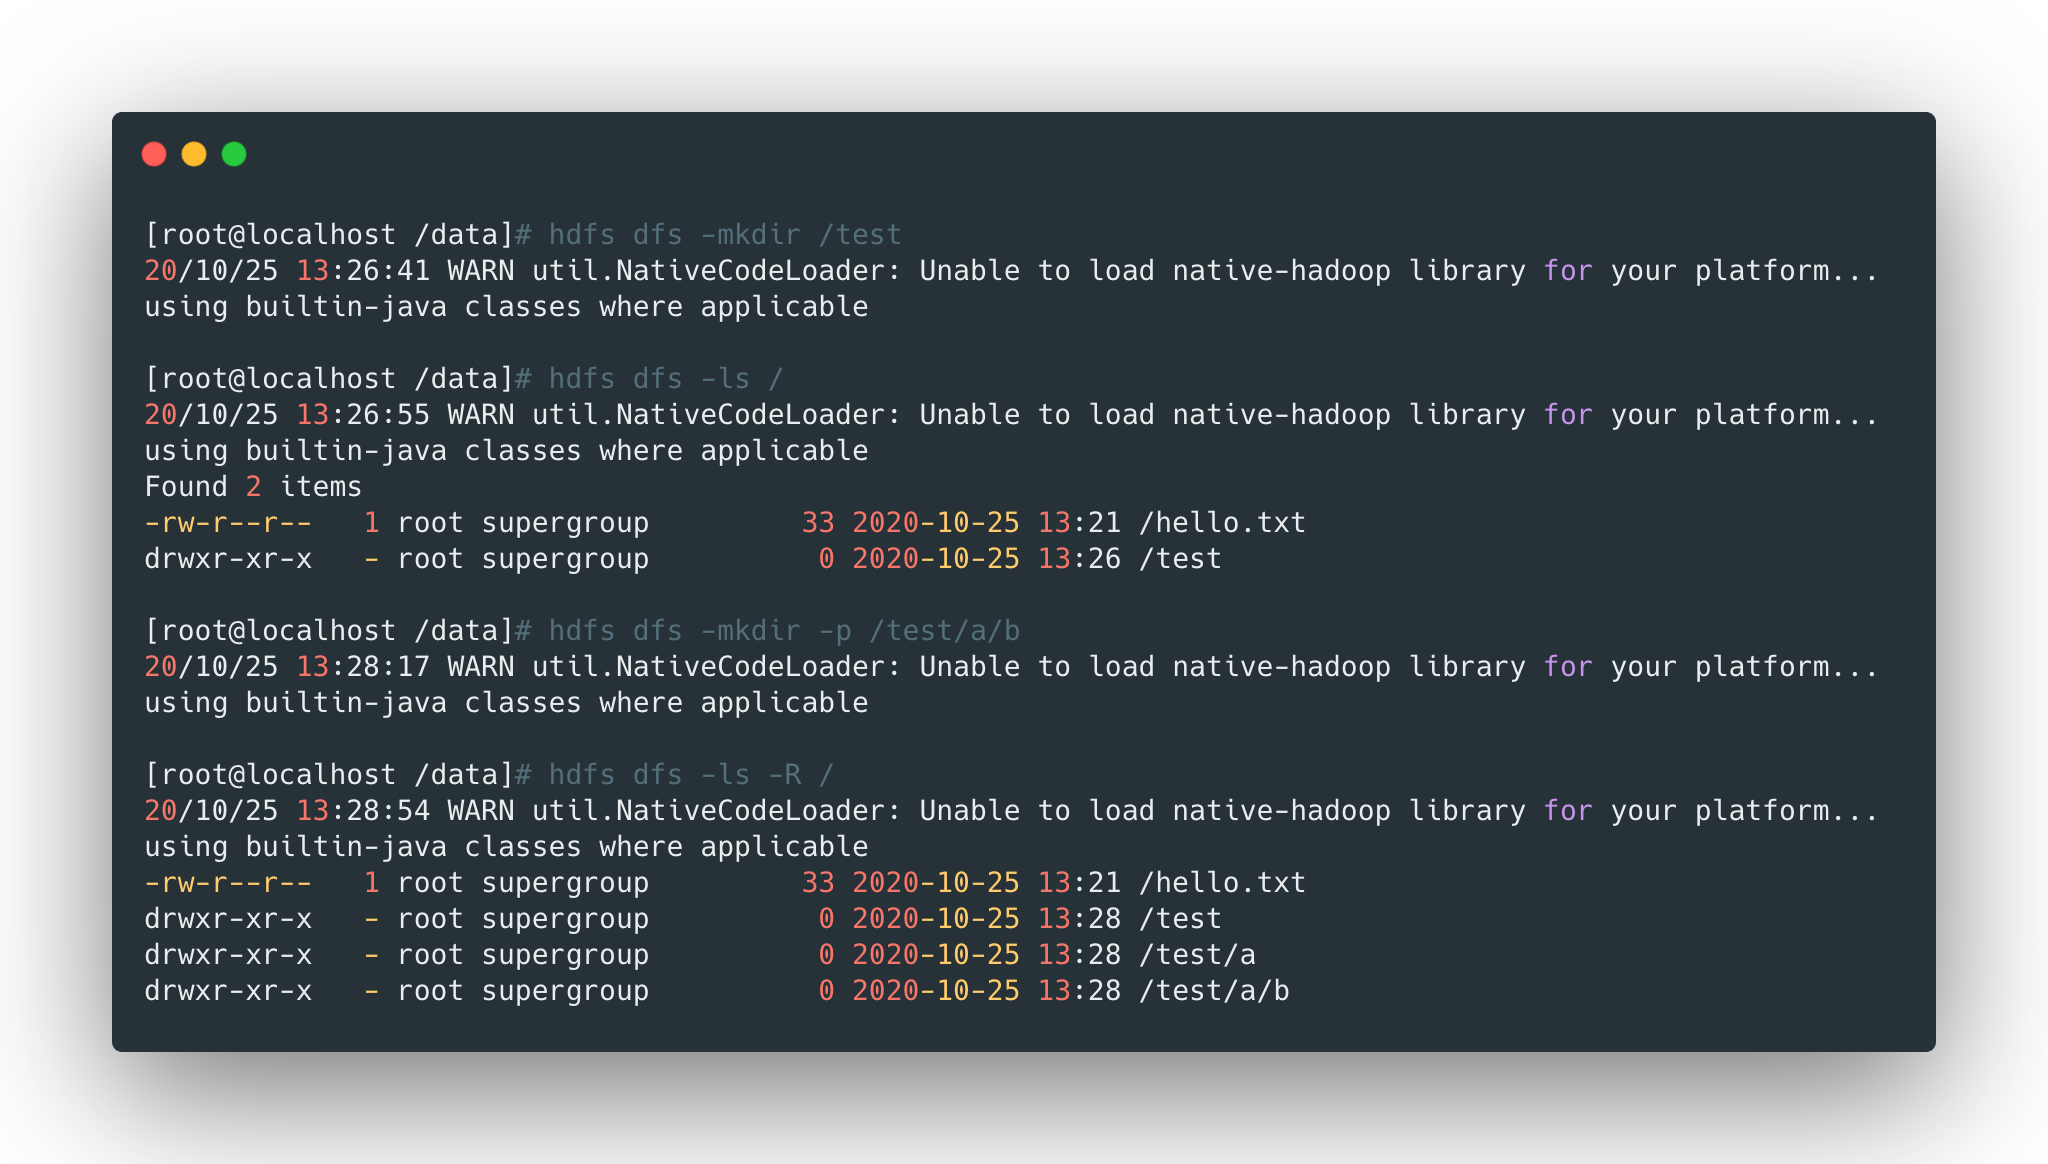 [root@localhost /data]# hdfs dfs -mkdir /test
20/10/25 13:26:41 WARN util.NativeCodeLoader: Unable to load native-hadoop library for your platform...
using builtin-java classes where applicable
[root@localhost /data]# hdfs dfs -ls /
20/10/25 13:26:55 WARN util.NativeCodeLoader: Unable to load native-hadoop library for your platform...
using builtin-java classes where applicable
Found 2 items
-rw-r--r--   1 root supergroup         33 2020-10-25 13:21 /hello.txt
drwxr-xr-x   - root supergroup          0 2020-10-25 13:26 /test
[root@localhost /data]# hdfs dfs -mkdir -p /test/a/b
20/10/25 13:28:17 WARN util.NativeCodeLoader: Unable to load native-hadoop library for your platform...
using builtin-java classes where applicable
[root@localhost /data]# hdfs dfs -ls -R /
20/10/25 13:28:54 WARN util.NativeCodeLoader: Unable to load native-hadoop library for your platform...
using builtin-java classes where applicable
-rw-r--r--   1 root supergroup         33 2020-10-25 13:21 /hello.txt
drwxr-xr-x   - root supergroup          0 2020-10-25 13:28 /test
drwxr-xr-x   - root supergroup          0 2020-10-25 13:28 /test/a
drwxr-xr-x   - root supergroup          0 2020-10-25 13:28 /test/a/b